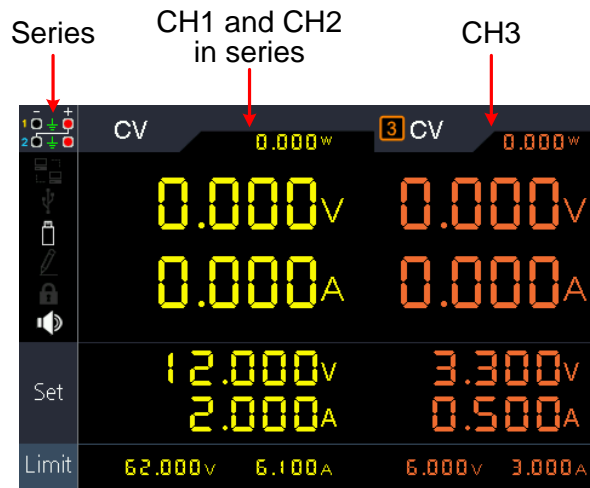 Series
CH1 and CH2
in series
CH3
- +
1
2
CV 0.000W 3 CV 0.000W
0.000V 0.000V
0.000A 0.000A
Set
12.000V 3.300V
2.000A 0.500A
Limit 62.000V 6.100A 6.000V 3.000A